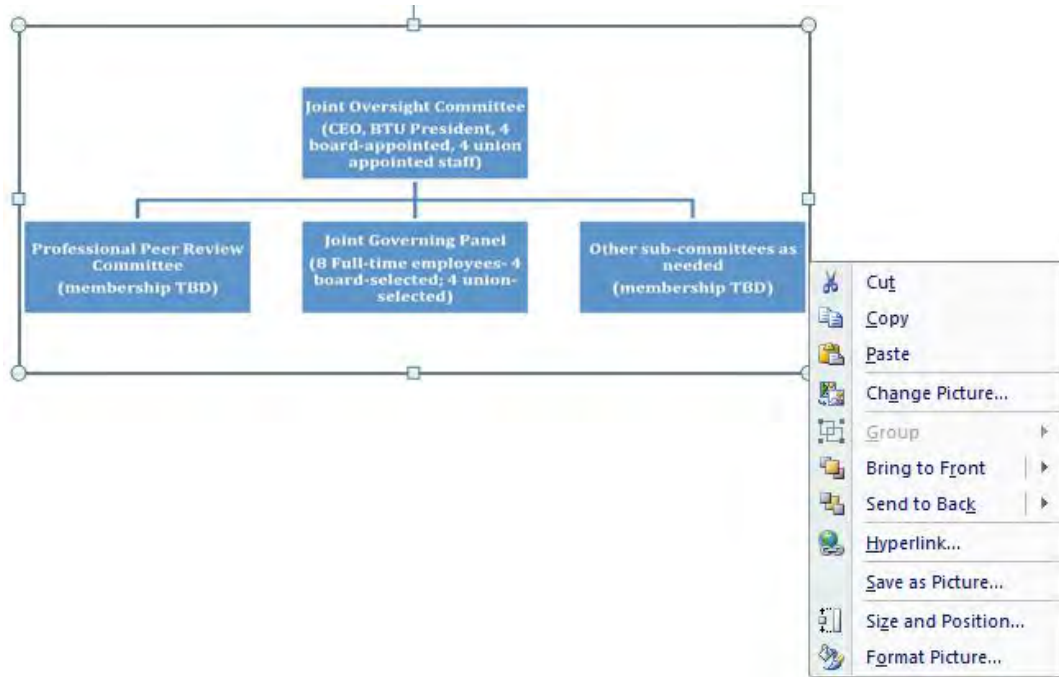 Joint Oversight Committee
(CEO, BTU President, 4
board-appointed, 4 union
appointed staff)
Professional Peer Review
Committee
(membership TBD)
Joint Governing Panel
(8 Full-time employees- 4
board-selected; 4 union-
selected)
Other sub-committees as
needed
(membership TBD)
Cut
Copy
Paste
Change Picture...
Group
Bring to Front
Send to Back
Hyperlink...
Save as Picture...
Size and Position...
Format Picture...